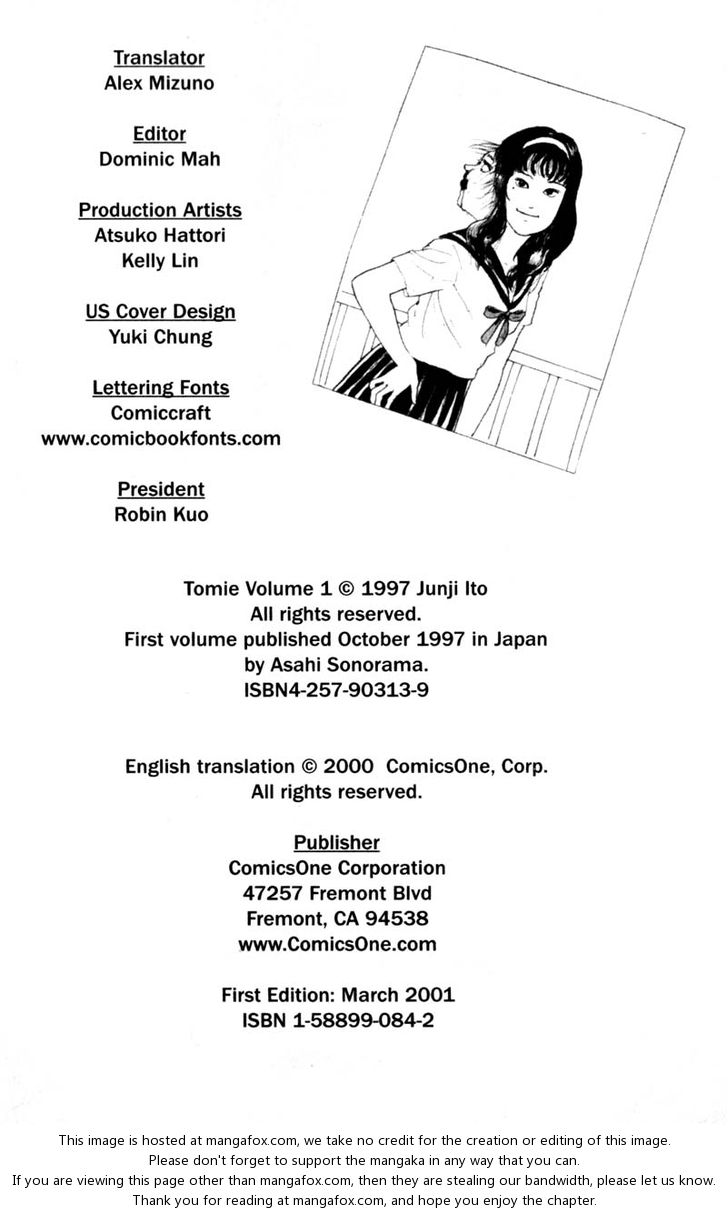 Translator
Alex Mizuno
Editor
Dominic Mah
Production Artists
Atsuko Hattori
Kelly Lin
US Cover Design
Yuki Chung
Lettering Fonts
Comiccraft
www.comicbookfonts.com
President
Robin Kuo
Tomie Volume 1 © 1997 Junji Ito
All rights reserved.
First volume published October 1997 in Japan
by Asahi Sonorama.
ISBN4-257-90313-9
English translation © 2000 ComicsOne, Corp.
All rights reserved.
Publisher
ComicsOne Corporation
47257 Fremont Blvd
Fremont, CA 94538
www.ComicsOne.com
First Edition: March 2001
ISBN 1-58899-084-2
This image is hosted at mangafox.com, we take no credit for the creation or editing of this image.
Please don't forget to support the mangaka in any way that you can.
If you are viewing this page other than mangafox.com, then they are stealing our bandwidth, please let us know.
Thank you for reading at mangafox.com, and hope you enjoy the chapter.